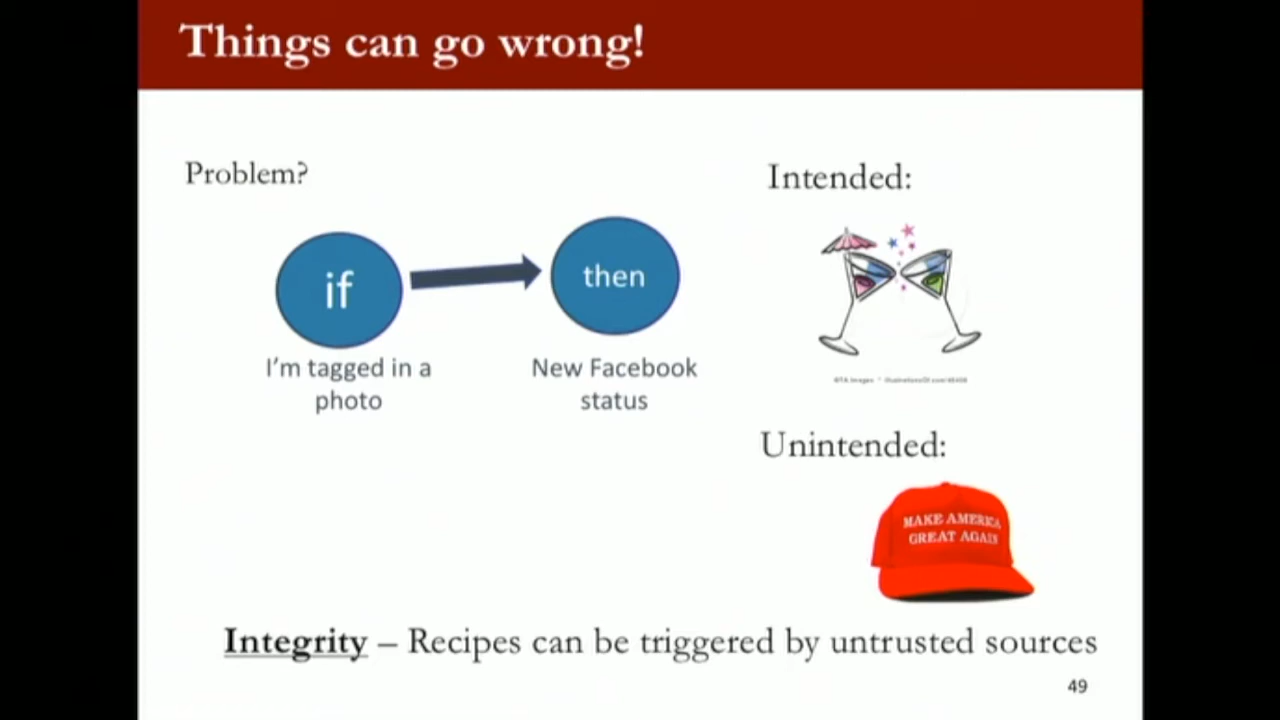 Things can go wrong!
Problem?
Intended:
if
then
I'm tagged in a
photo
New Facebook
status
Unintended:
MAKE AMERICA
GREAT AGAIN
Integrity – Recipes can be triggered by untrusted sources
49